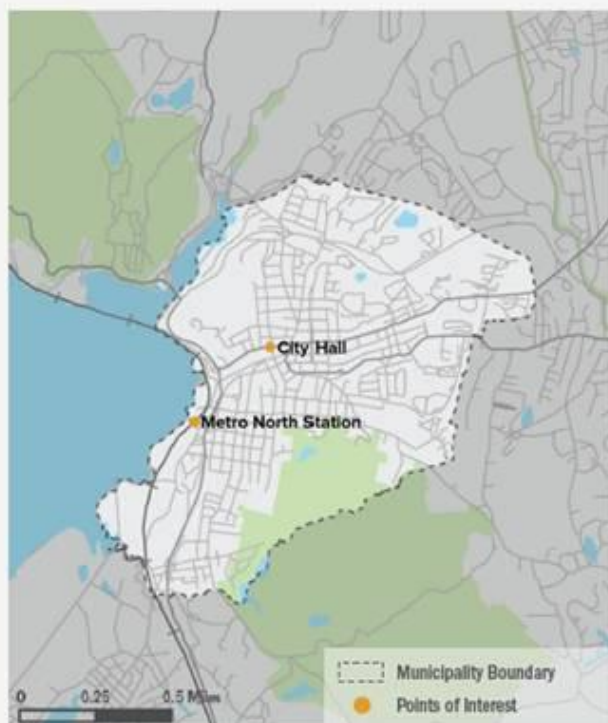 City Hall
Metro North Station
Municipality Boundary
0 0.25 0.5 Miles
Points of Interest